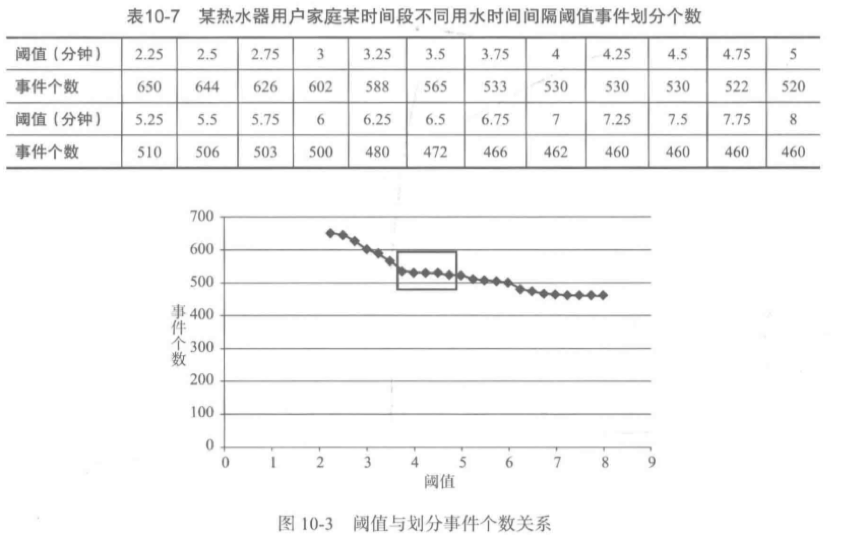 表10-7 某热水器用户家庭某时间段不同用水时间间隔阈值事件划分个数
阈值（分钟） 2.25 2.5 2.75 3 3.25 3.5 3.75 4 4.25 4.5 4.75 5
事件个数 650 644 626 602 588 565 533 530 530 530 522 520
阈值（分钟） 5.25 5.5 5.75 6 6.25 6.5 6.75 7 7.25 7.5 7.75 8
事件个数 510 506 503 500 480 472 466 462 460 460 460 460
700
600
500
400
300
200
100
0
事件个数
0 1 2 3 4 5 6 7 8 9
阈值
图 10-3 阈值与划分事件个数关系